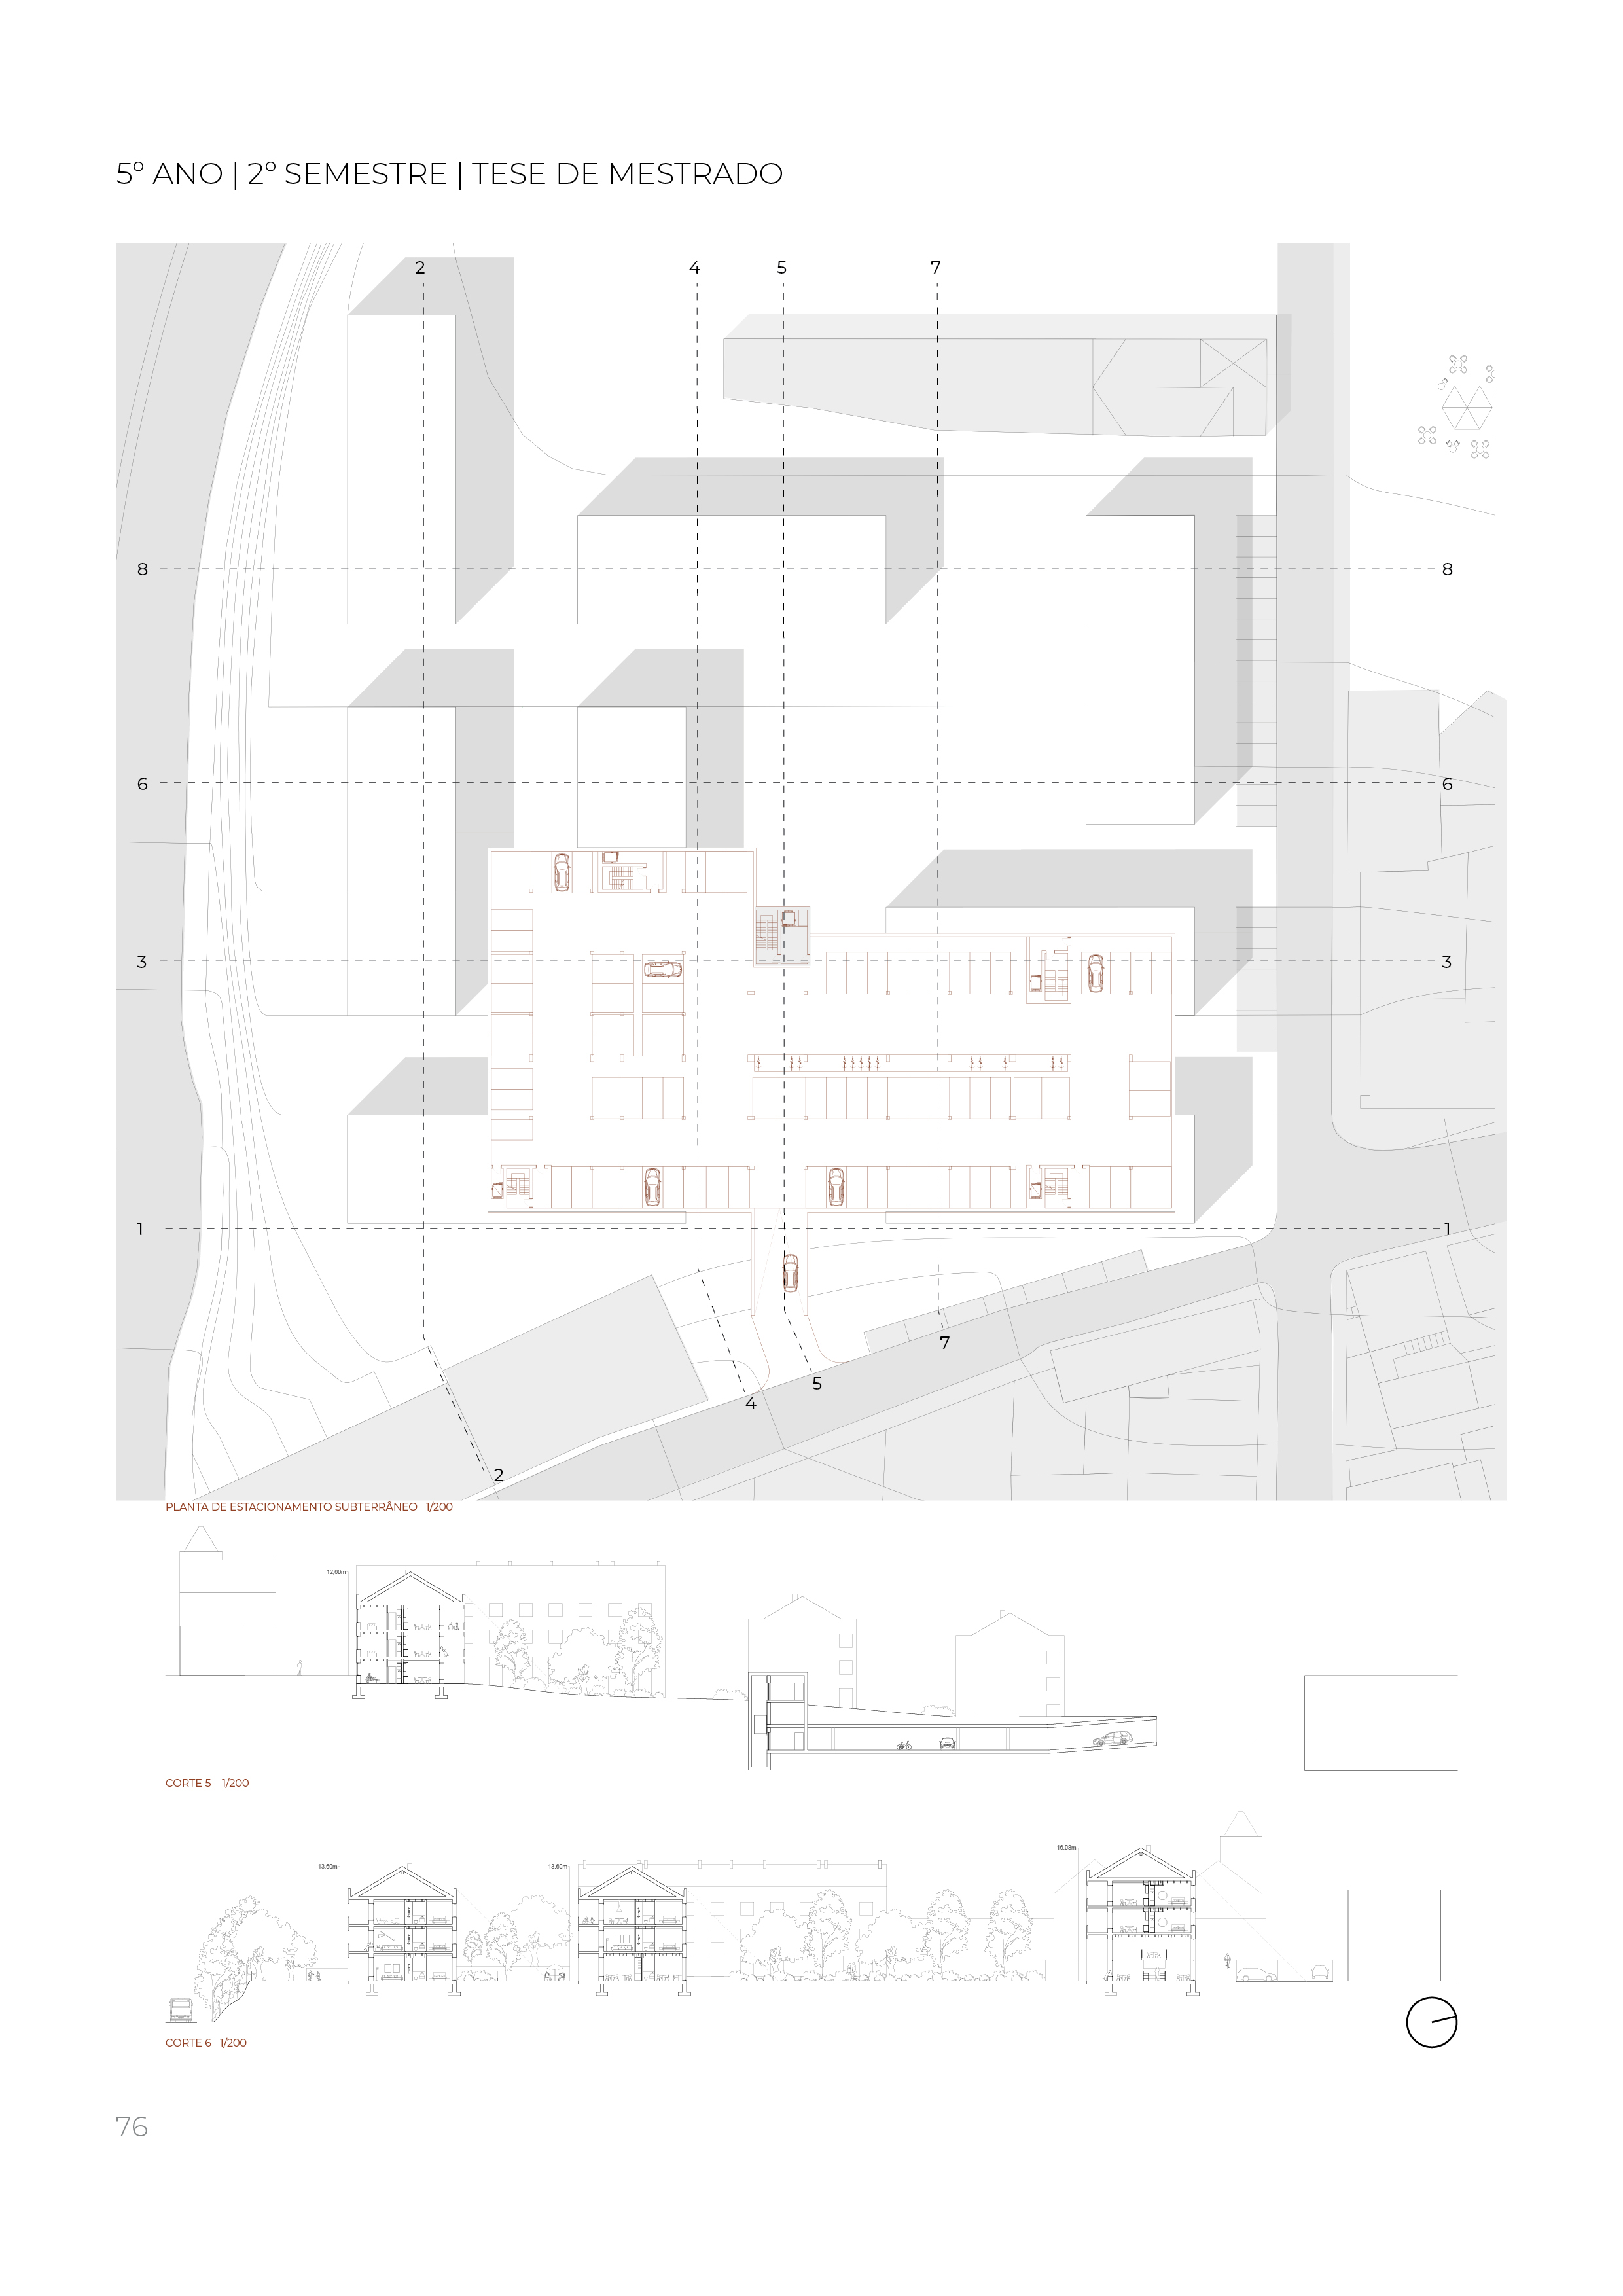 5º ANO | 2º SEMESTRE | TESE DE MESTRADO
2 4 5 7
8 8
6 6
3 3
1 1
7
5
4
2
PLANTA DE ESTACIONAMENTO SUBTERRÂNEO 1/200
12,60m
CORTE 5 1/200
13,60m 13,60m 16,08m
CORTE 6 1/200
76